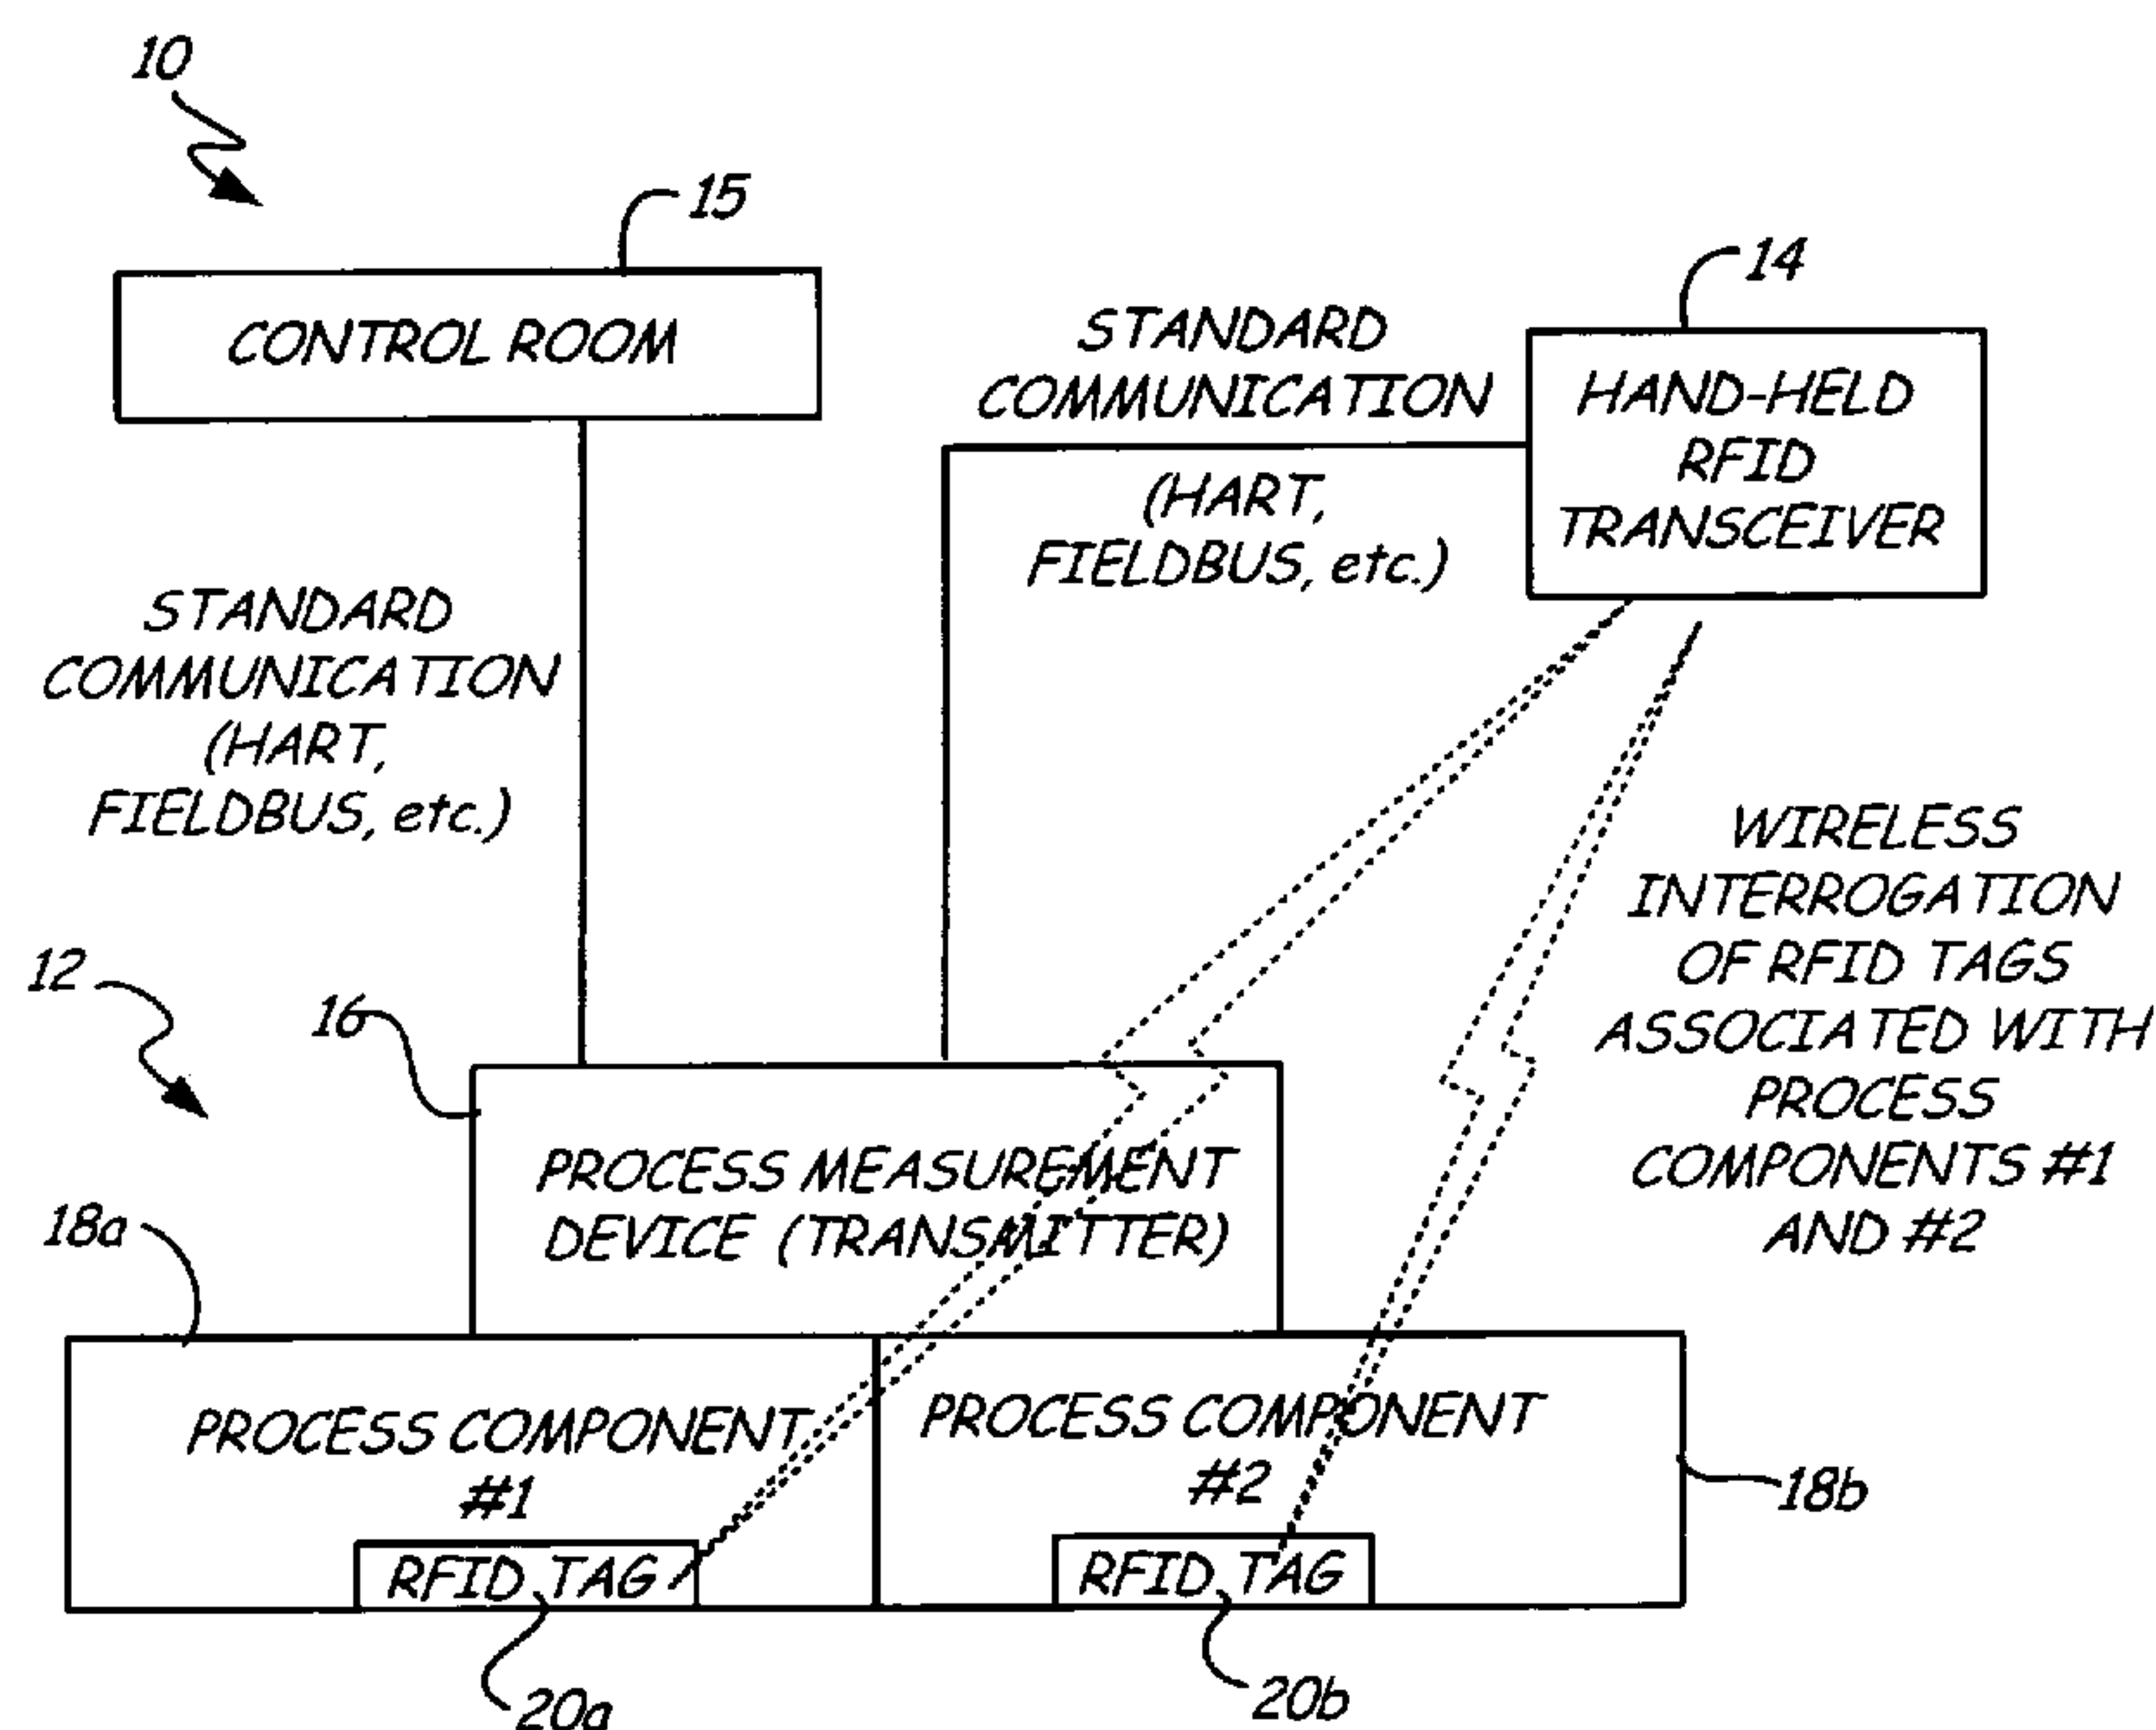 10
15
CONTROL ROOM
14
STANDARD
COMMUNICATION
(HART,
FIELDBUS, etc.)
HAND-HELD
RFID
TRANSCEIVER
STANDARD
COMMUNICATION
(HART,
FIELDBUS, etc.)
WIRELESS
INTERROGATION
OF RFID TAGS
ASSOCIATED WITH
PROCESS
COMPONENTS #1
AND #2
12
16
PROCESS MEASUREMENT
DEVICE (TRANSMITTER)
18a
PROCESS COMPONENT
#1
RFID TAG
PROCESS COMPONENT
#2
RFID TAG
18b
20a
20b